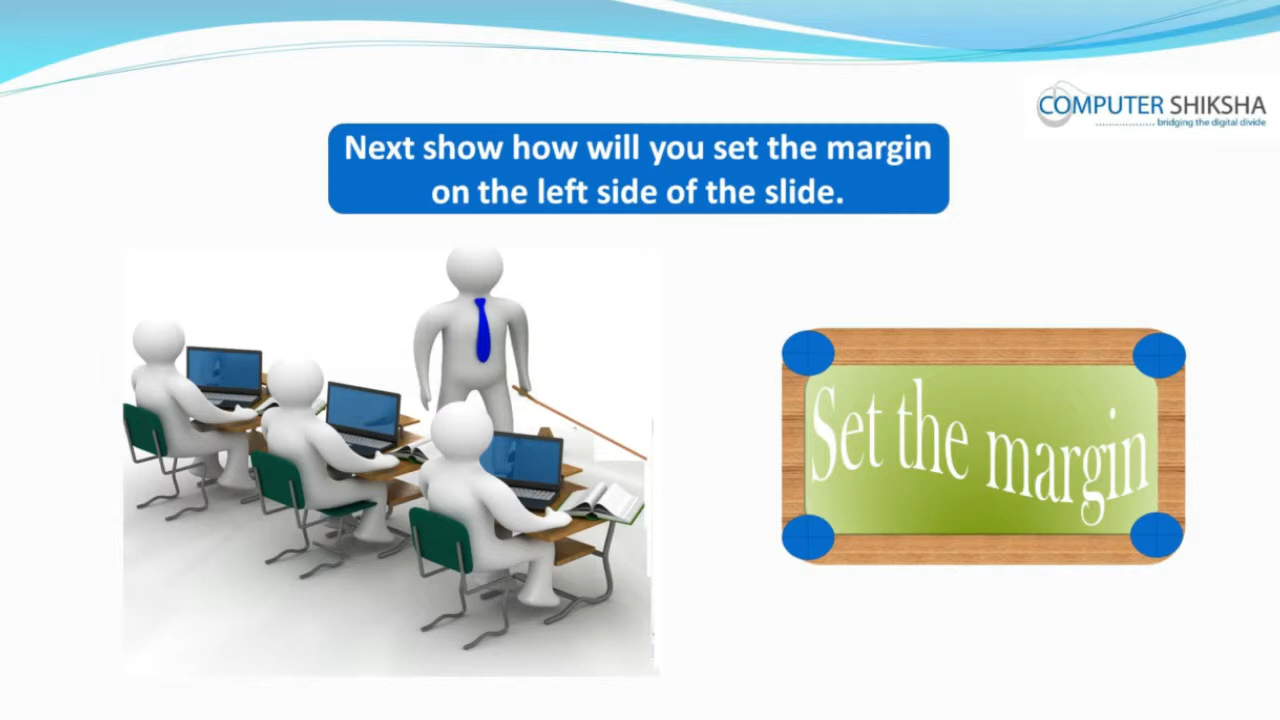 COMPUTER SHIKSHA
bridging the digital divide
Next show how will you set the margin
on the left side of the slide.
Set the margin